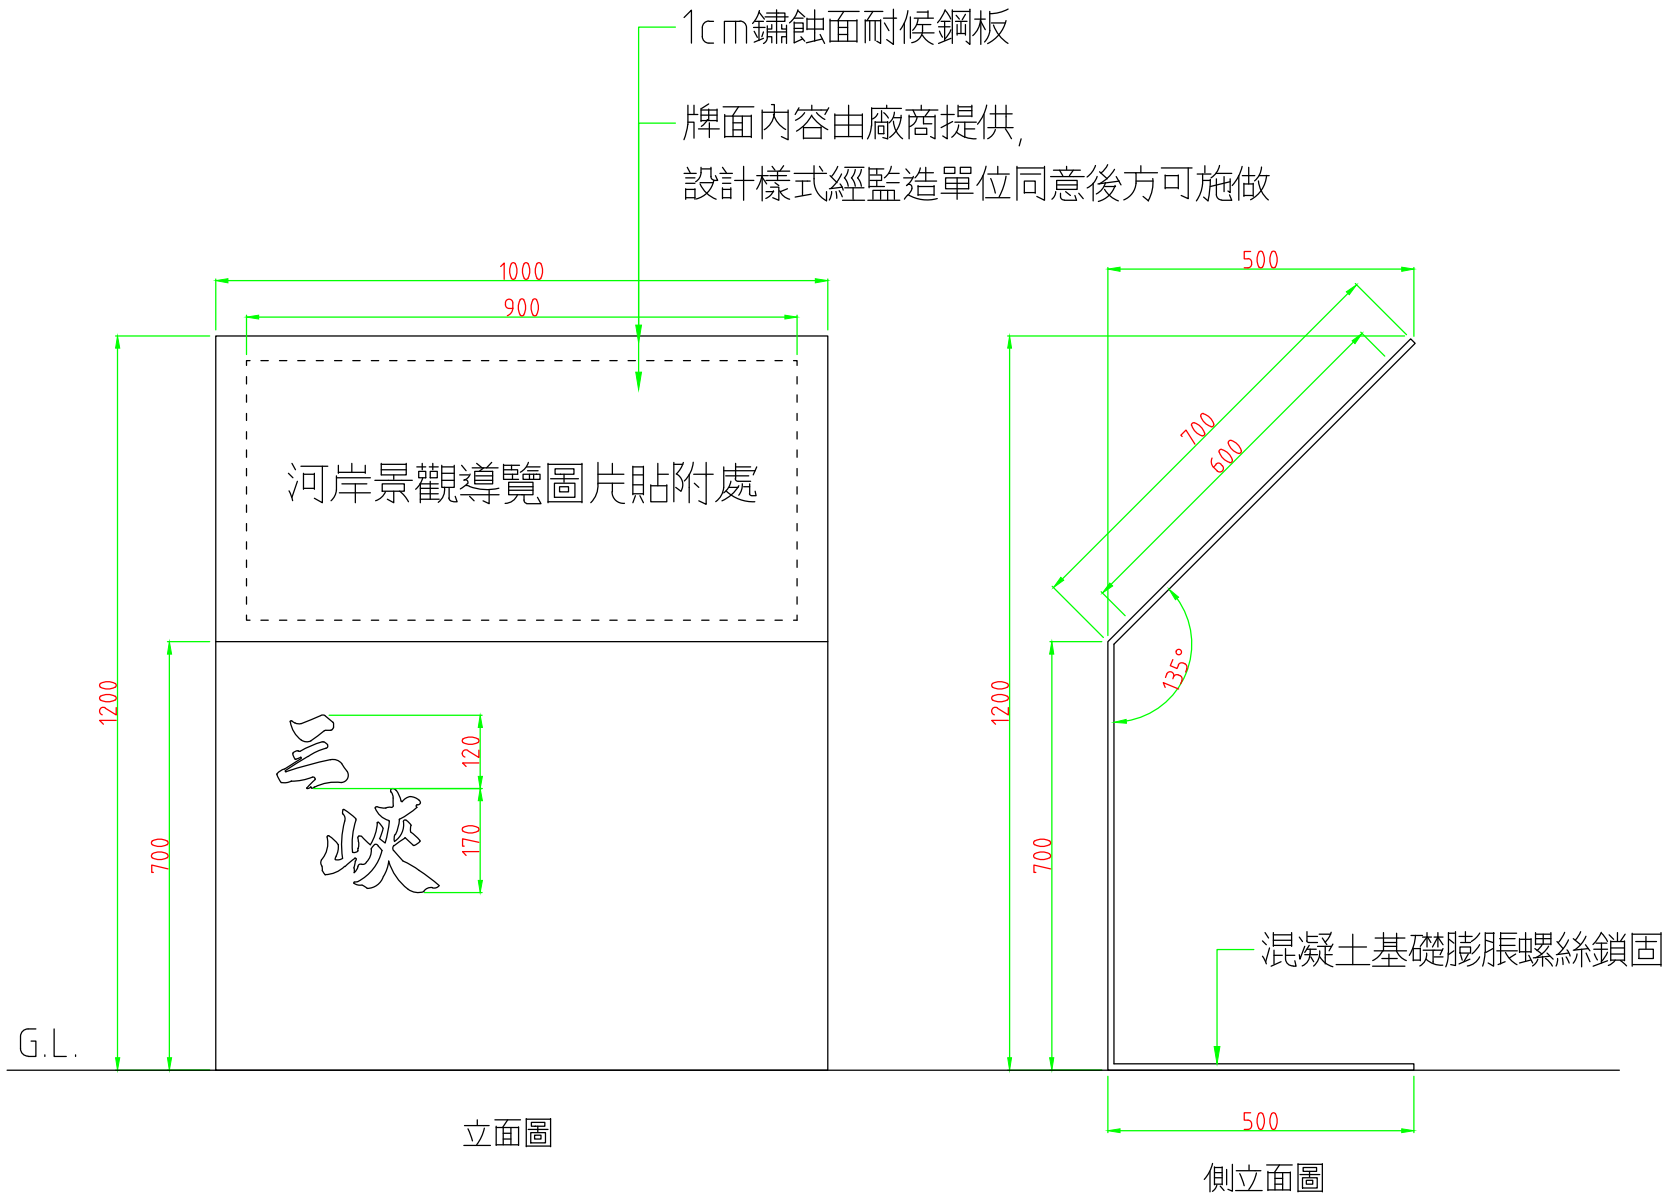 1cm鏽蝕面耐候鋼板
牌面內容由廠商提供,
設計樣式經監造單位同意後方可施做
1000
900
河岸景觀導覽圖片貼附處
1200
700
三
峽
120
170
G.L.
立面圖
500
700
600
135°
1200
700
混凝土基礎膨脹螺絲鎖固
500
側立面圖